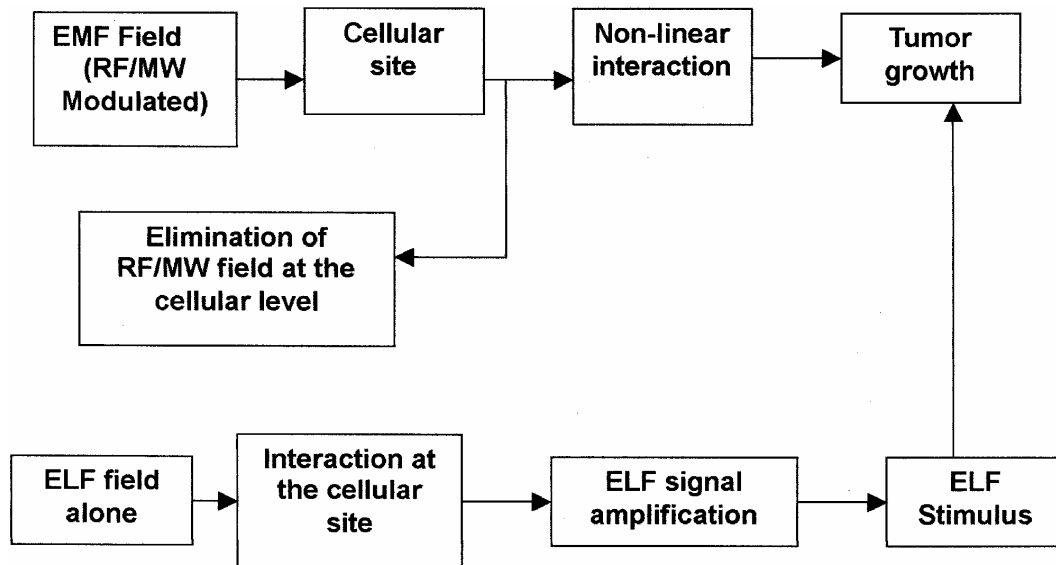 EMF Field
(RF/MW
Modulated)
Cellular
site
Non-linear
interaction
Tumor
growth
Elimination of
RF/MW field at the
cellular level
ELF field
alone
Interaction at
the cellular
site
ELF signal
amplification
ELF
Stimulus